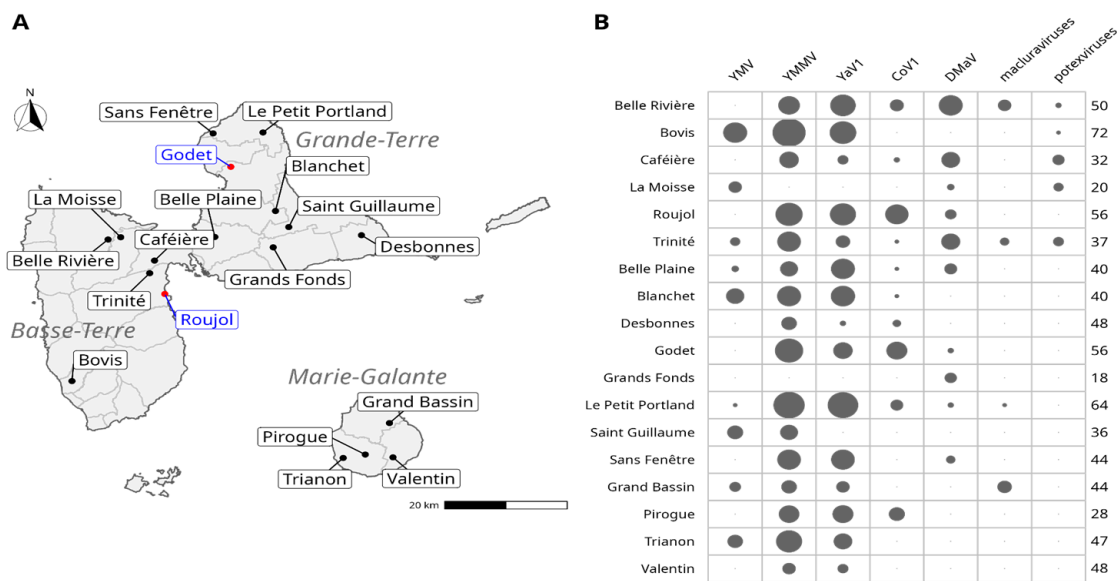 A
N
Sans Fenêtre
Le Petit Portland
Grande-Terre
Godet
Blanchet
La Moisse
Belle Plaine
Saint Guillaume
Caféière
Desbonnes
Belle Rivière
Grands Fonds
Trinité
Roujol
Basse-Terre
Bovis
Marie-Galante
Grand Bassin
Pirogue
Trianon
Valentin
20 km
B
YMV YMMV YaV1 CoV1 DMaV macluraviruses potexviruses
Belle Rivière 50
Bovis 72
Caféière 32
La Moisse 20
Roujol 56
Trinité 37
Belle Plaine 40
Blanchet 40
Desbonnes 48
Godet 56
Grands Fonds 18
Le Petit Portland 64
Saint Guillaume 36
Sans Fenêtre 44
Grand Bassin 44
Pirogue 28
Trianon 47
Valentin 48